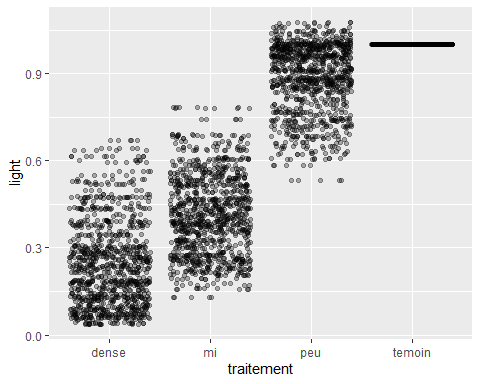 light
0.9
0.6
0.3
0.0
dense mi peu temoin
traitement